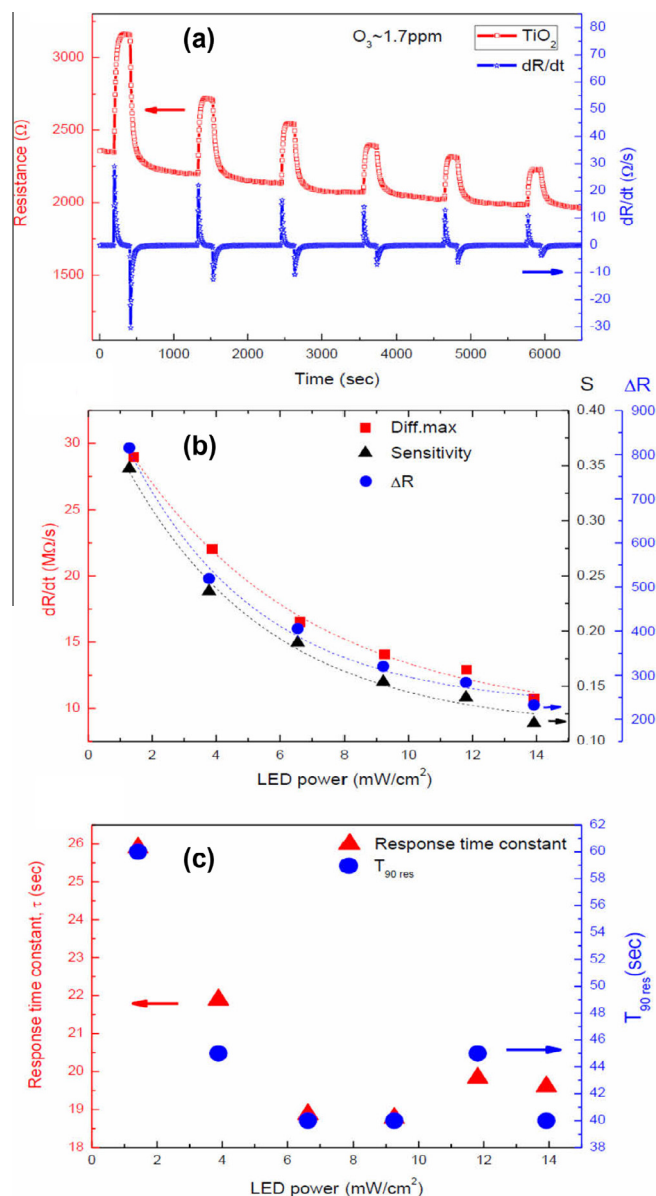 (a)
O₃~1.7ppm
TiO₂
dR/dt
Resistance (Ω)
3000
2500
2000
1500
dR/dt (Ω/s)
80
70
60
50
40
30
20
10
0
-10
-20
-30
0 1000 2000 3000 4000 5000 6000
Time (sec)
S ΔR
(b)
Diff.max
Sensitivity
ΔR
dR/dt (MΩ/s)
30
25
20
15
10
0.40
0.35
0.30
0.25
0.20
0.15
0.10
900
800
700
600
500
400
300
200
0 2 4 6 8 10 12 14
LED power (mW/cm²)
(c)
Response time constant
T₉₀ res
Response time constant, τ (sec)
26
25
24
23
22
21
20
19
18
T₉₀ res(sec)
62
60
58
56
54
52
50
48
46
44
42
40
38
0 2 4 6 8 10 12 14
LED power (mW/cm²)